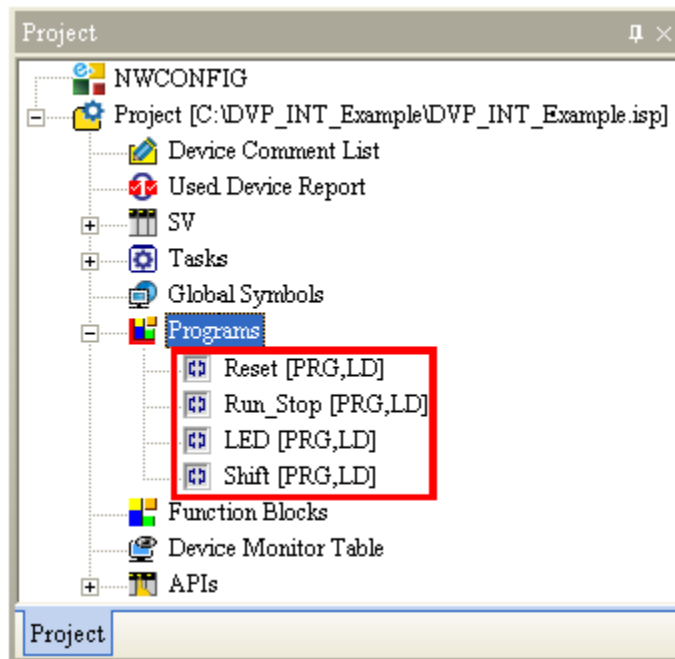 Project
NWCONFIG
Project [C:\DVP_INT_Example\DVP_INT_Example.isp]
Device Comment List
Used Device Report
SV
Tasks
Global Symbols
Programs
Reset [PRG,LD]
Run_Stop [PRG,LD]
LED [PRG,LD]
Shift [PRG,LD]
Function Blocks
Device Monitor Table
APIs
Project